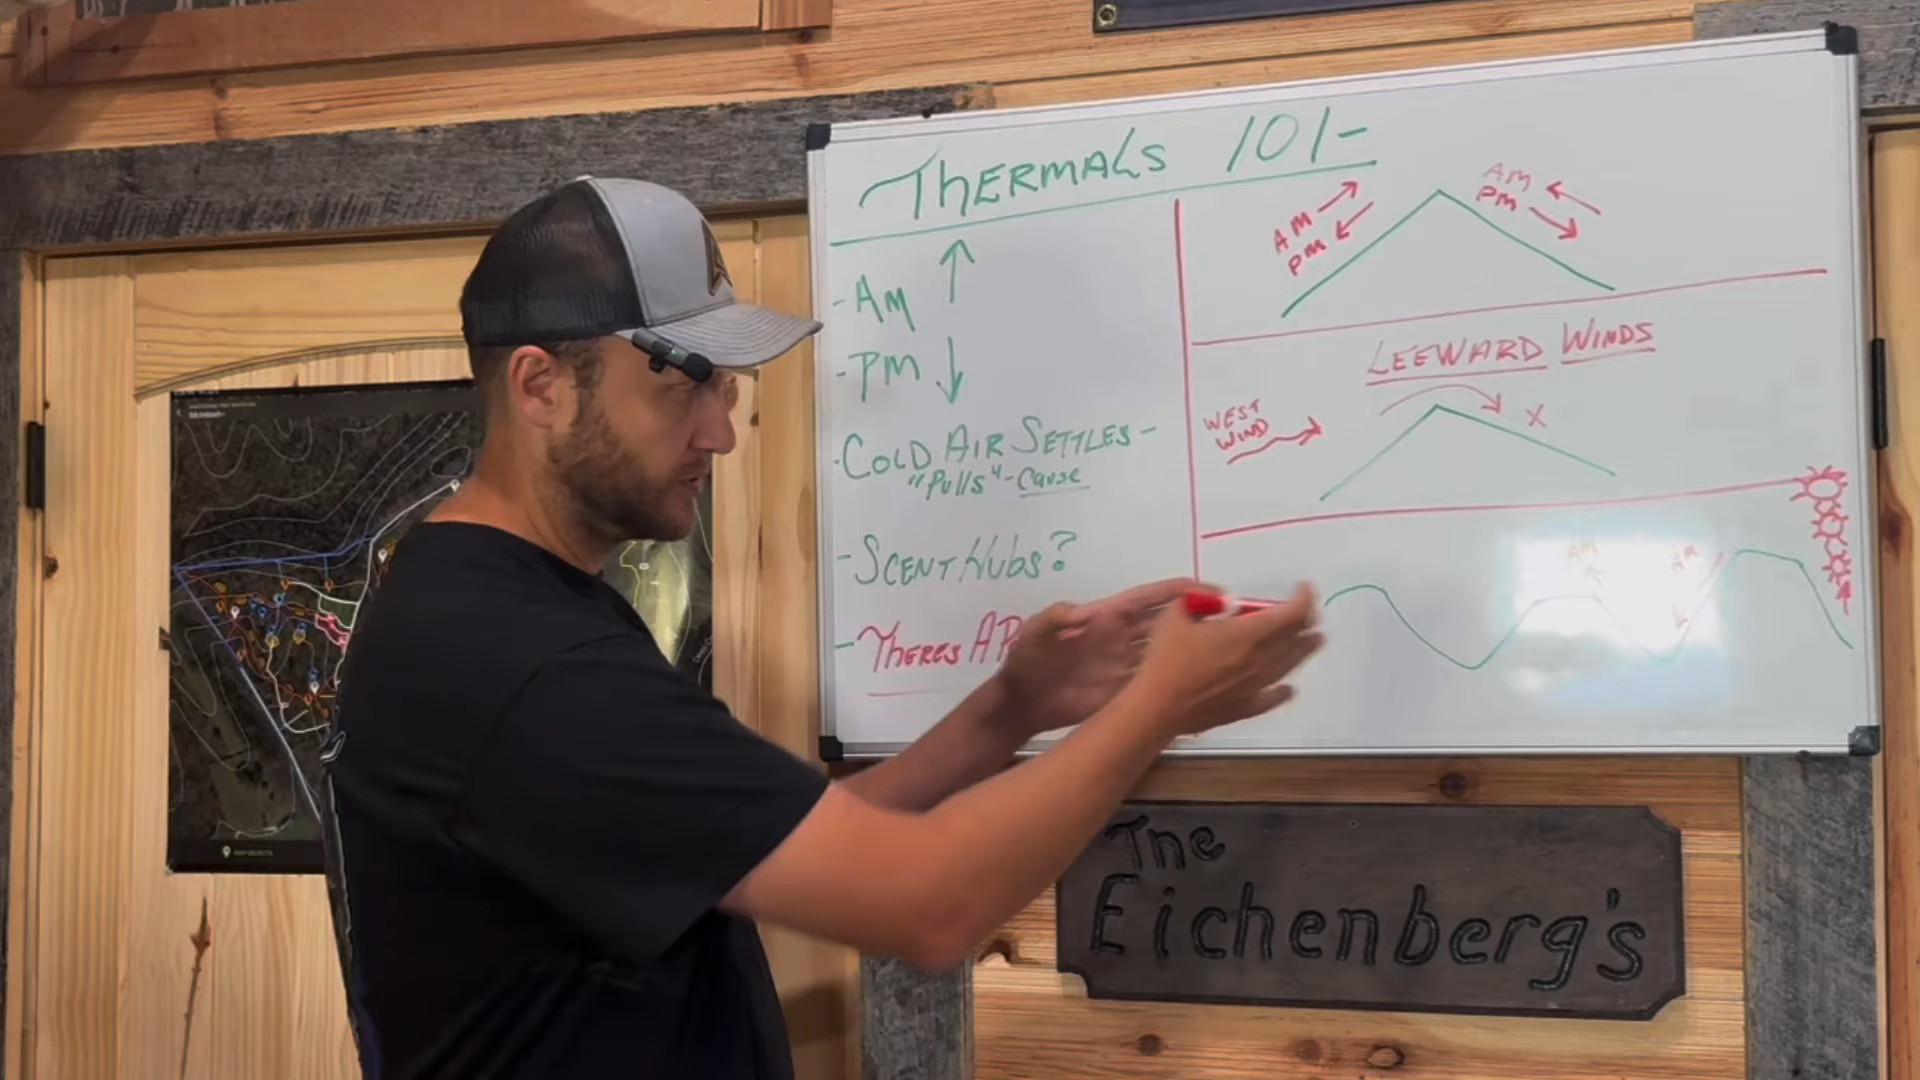 THERMALS 101-
-AM
-PM
-COLD AIR SETTLES-
"Pulls"-Cause
-SCENT HUBS?
-THERES A
AM
PM
AM
PM
LEEWARD WINDS
WEST
WIND
X
AM
AM
The
Eichenberg's